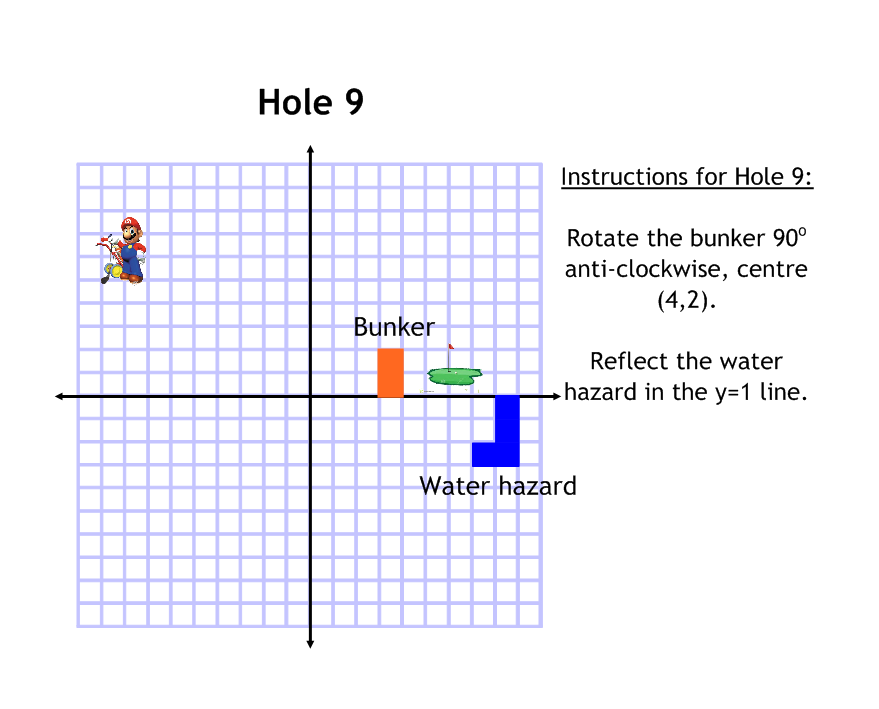 Hole 9
Instructions for Hole 9:
Rotate the bunker 90º
anti-clockwise, centre
(4,2).
Bunker
Reflect the water
hazard in the y=1 line.
Water hazard